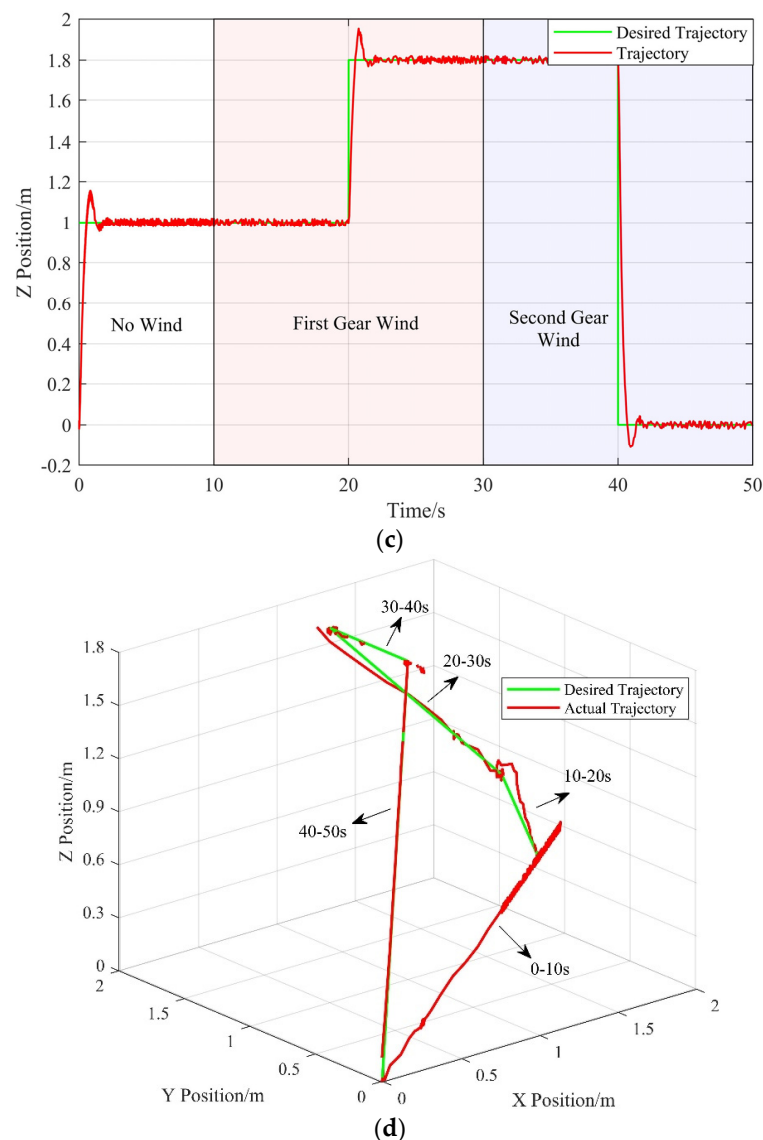 2
1.8
1.6
1.4
1.2
1
0.8
0.6
0.4
0.2
0
-0.2
Z Position/m
Desired Trajectory
Trajectory
No Wind
First Gear Wind
Second Gear
Wind
0
10
20
30
40
50
Time/s
(c)
1.8
1.5
1.2
0.9
0.6
0.3
0
Z Position/m
30-40s
20-30s
Desired Trajectory
Actual Trajectory
10-20s
40-50s
0-10s
2
1.5
1
0.5
0
Y Position/m
0
0.5
1
1.5
2
X Position/m
(d)